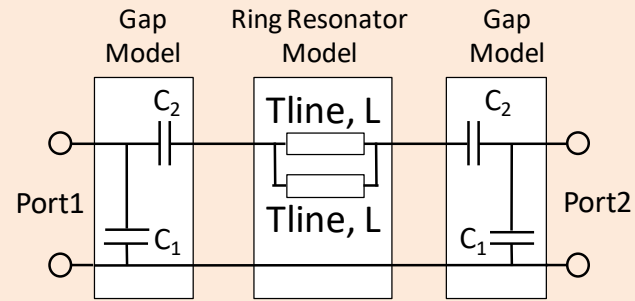 Gap
Model
Ring Resonator
Model
Gap
Model
C₂
Tline, L
C₂
Port1
Tline, L
Port2
C₁
C₁